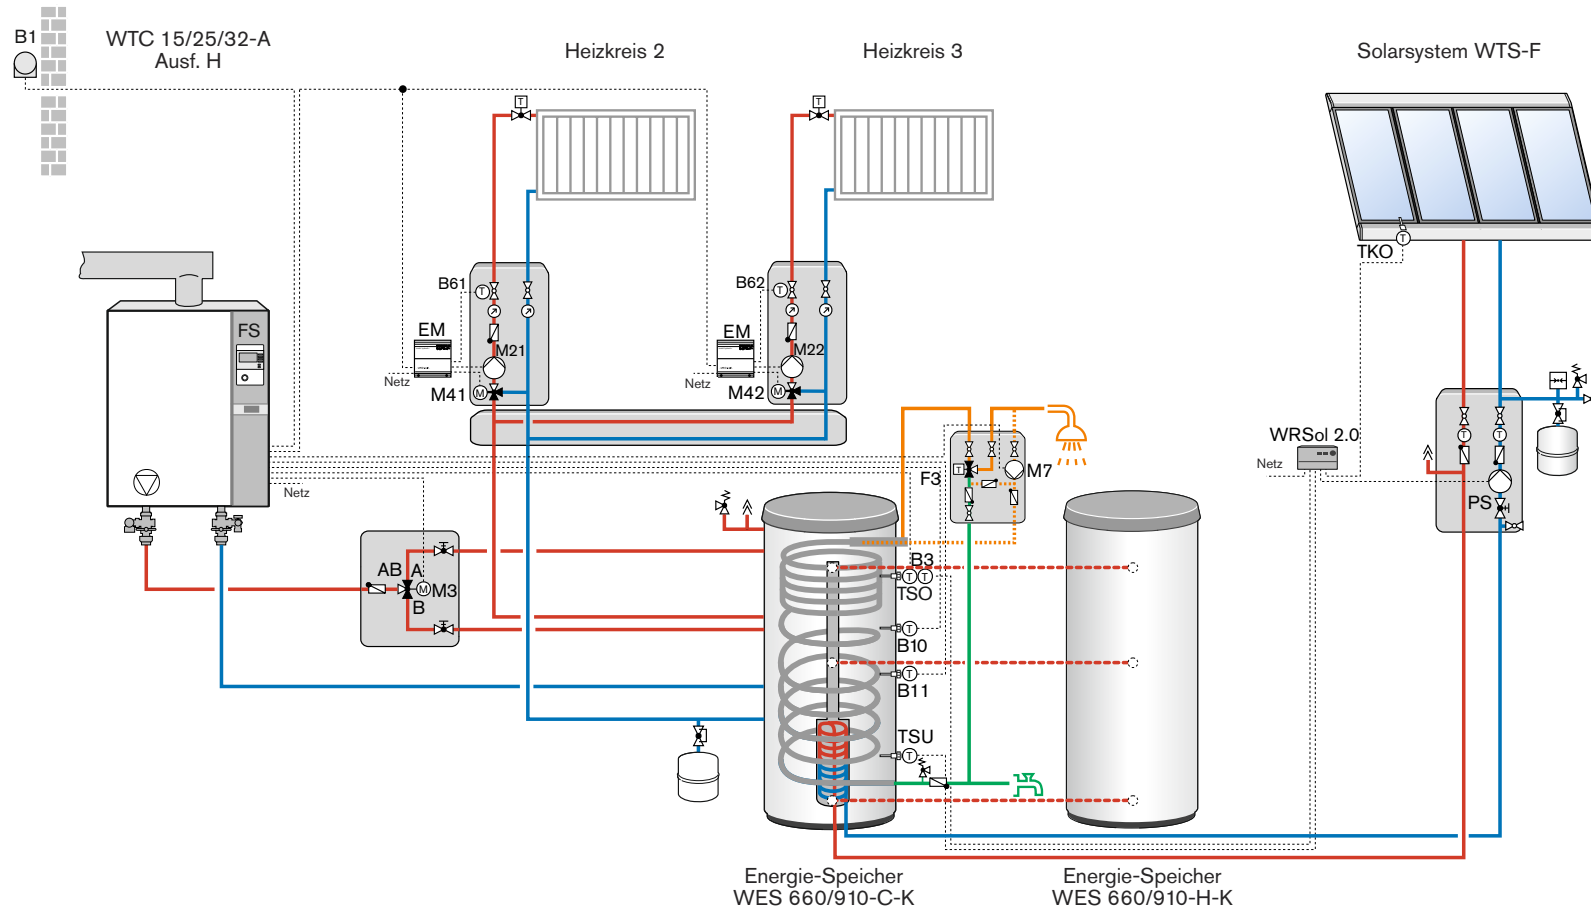 B1
WTC 15/25/32-A
Ausf. H
Heizkreis 2
Heizkreis 3
Solarsystem WTS-F
T
T
TKO
T
FS
B61
T
B62
T
EM
M21
EM
M22
Netz
M41
M
Netz
M42
M
WRSol 2.0
Netz
T
T
PS
F3
T
M7
Netz
AB
A
M
M3
B
B3
T
T
TSO
T
B10
T
B11
TSU
T
Energie-Speicher
WES 660/910-C-K
Energie-Speicher
WES 660/910-H-K